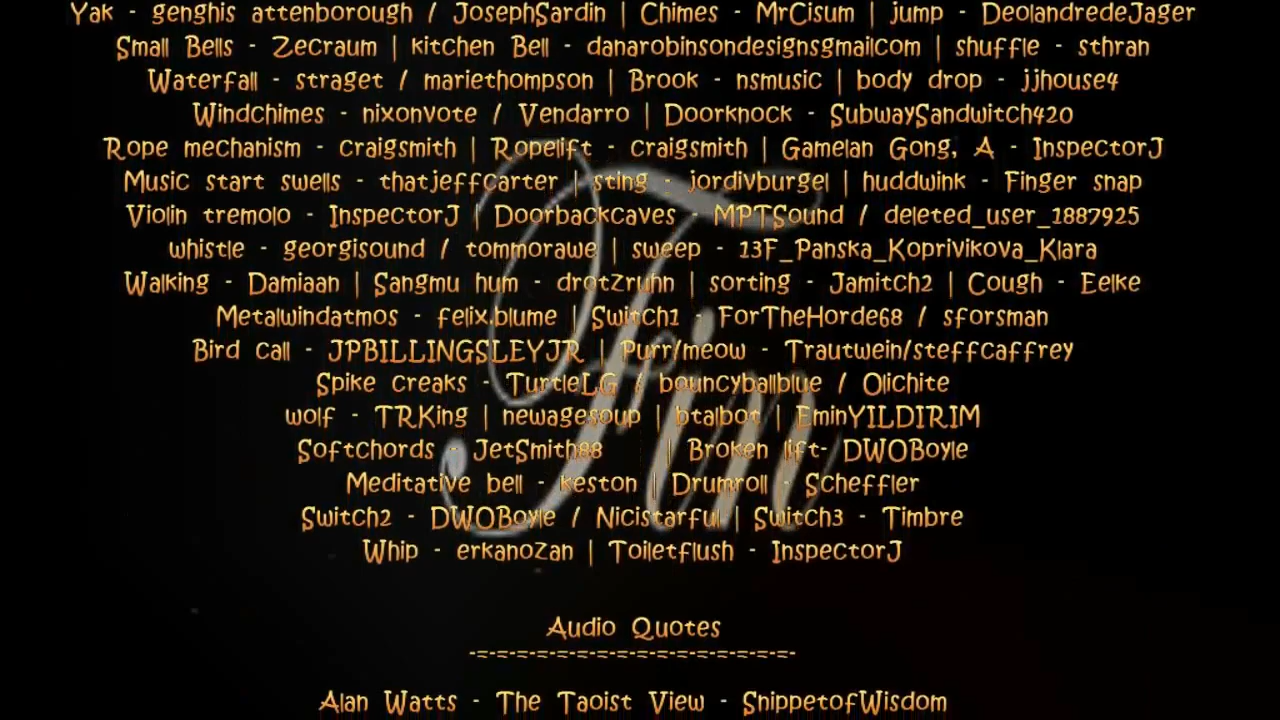 Yak - genghis attenborough / JosephSardin | Chimes - MrCisum | jump - DeolandredeJager
Small Bells - Zecraum | kitchen Bell - danarobinsondesignsgmailcom | shuffle - sthran
Waterfall - straget / mariethompson | Brook - nsmusic | body drop - jjhouse4
Windchimes - nixonvote / Vendarro | Doorknock - SubwaySandwitch420
Rope mechanism - craigsmith | Ropelift - craigsmith | Gamelan Gong, A - InspectorJ
Music start swells - thatjeffcarter | sting - jordivburgel | huddwink - Finger snap
Violin tremolo - InspectorJ | Doorbackcaves - MPTSound / deleted_user_1887925
whistle - georgisound / tommorawe | sweep - 13F_Panska_Koprivikova_Klara
Walking - Damiaan | Sangmu hum - drotzruhn | sorting - Jamitch2 | Cough - Eelke
Metalwindatmos - felix.blume | Switch1 - ForTheHorde68 / sforsman
Bird call - JPBILLINGSLEYJR | Purr/meow - Trautwein/steffcaffrey
Spike creaks - TurtleLG / bouncyballblue / Olichite
wolf - TRKing | newagesoup | btalbot | EminYILDIRIM
SoftChords - JetSmith88 | Broken lift- DWOBoyle
Meditative bell - keston | Drumroll - Scheffler
Switch2 - DWOBoyle / Nicistarful | Switch3 - Timbre
Whip - erkanozan | Toiletflush - InspectorJ
Fin
Audio Quotes
-=-=-=-=-=-=-=-=-=-=-=-=-
Alan Watts - The Taoist View - SnippetofWisdom